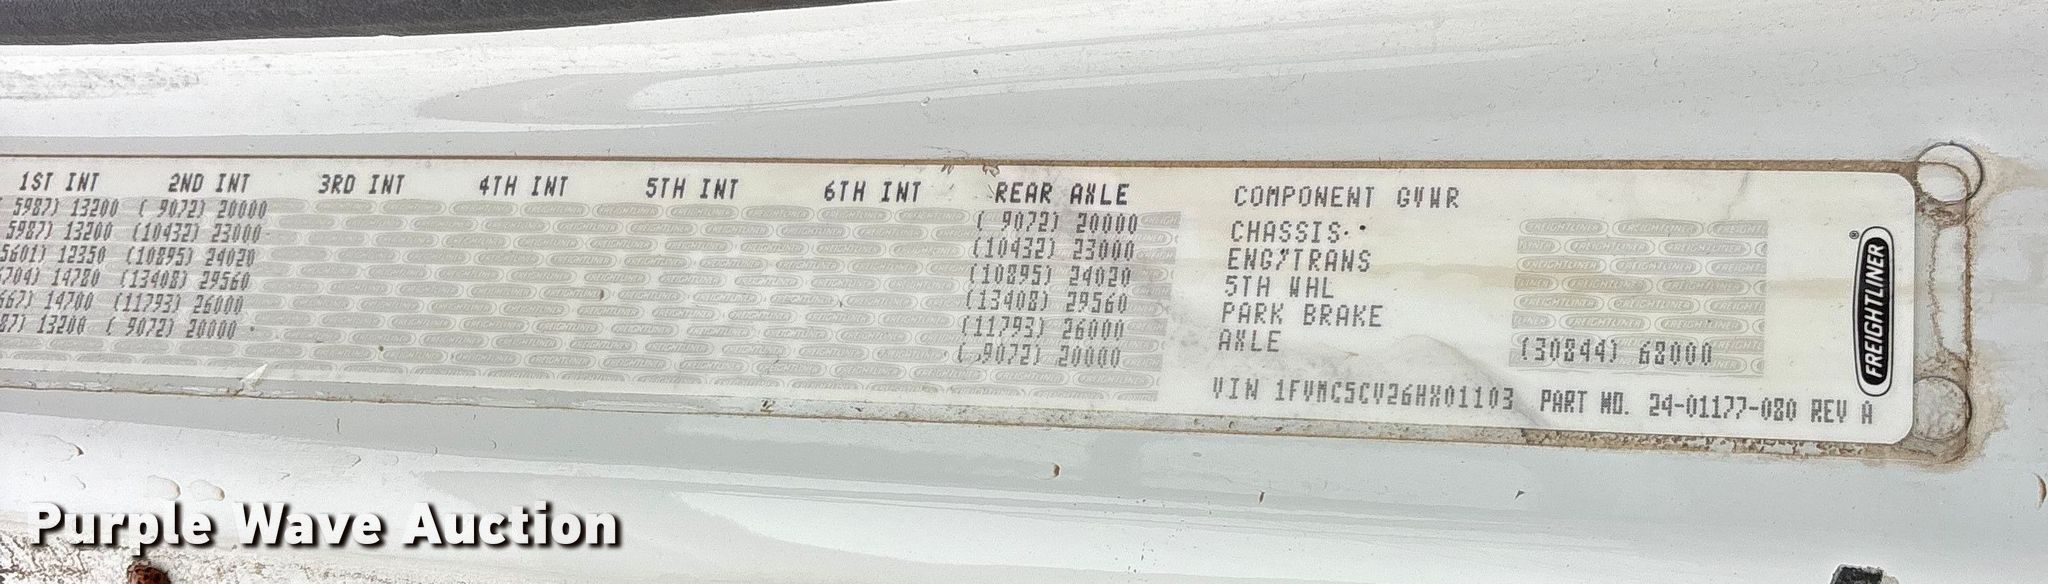 1ST INT 2ND INT 3RD INT 4TH INT 5TH INT 6TH INT REAR AXLE COMPONENT GVWR
( 5987) 13200 ( 9072) 20000 ( 9072) 20000 CHASSIS
5987) 13200 (10432) 23000 (10432) 23000 ENG/TRANS
5601) 12350 (10895) 24020 (10895) 24020 5TH WHL
6704) 14780 (13408) 29560 (13408) 29560 PARK BRAKE
667) 14700 (11793) 26000 (11793) 26000 AXLE (30844) 68000
87) 13200 ( 9072) 20000 ( 9072) 20000
VIN 1FVMC5CV26HX01103 PART NO. 24-01177-080 REV A
FREIGHTLINER®
Purple Wave Auction